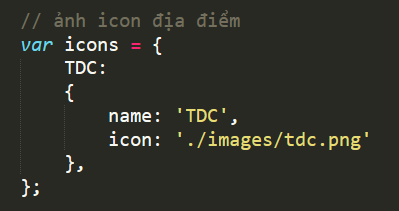 // ảnh icon địa điểm
var icons = {
TDC:
{
name: 'TDC',
icon: './images/tdc.png'
},
};